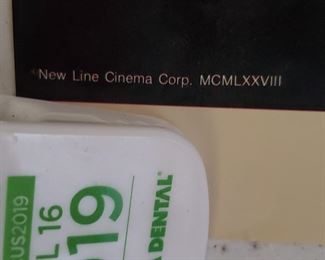 New Line Cinema Corp. MCMLXXVIII
US2019
L 16
019
A DENTAL